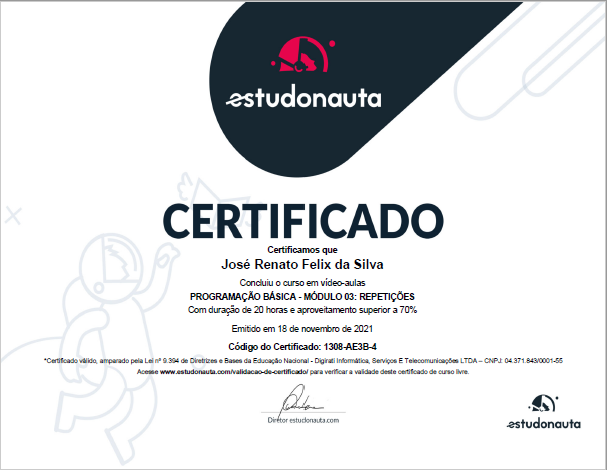 estudonauta
CERTIFICADO
Certificamos que
José Renato Felix da Silva
Concluiu o curso em vídeo-aulas
PROGRAMAÇÃO BÁSICA - MÓDULO 03: REPETIÇÕES
Com duração de 20 horas e aproveitamento superior a 70%
Emitido em 18 de novembro de 2021
Código do Certificado: 1308-AE3B-4
*Certificado válido, amparado pela Lei nº 9.394 de Diretrizes e Bases da Educação Nacional - Digirati Informática, Serviços E Telecomunicações LTDA – CNPJ: 04.371.843/0001-55
Acesse www.estudonauta.com/validacao-de-certificado/ para verificar a validade deste certificado de curso livre.
Diretor estudonauta.com
estudonauta